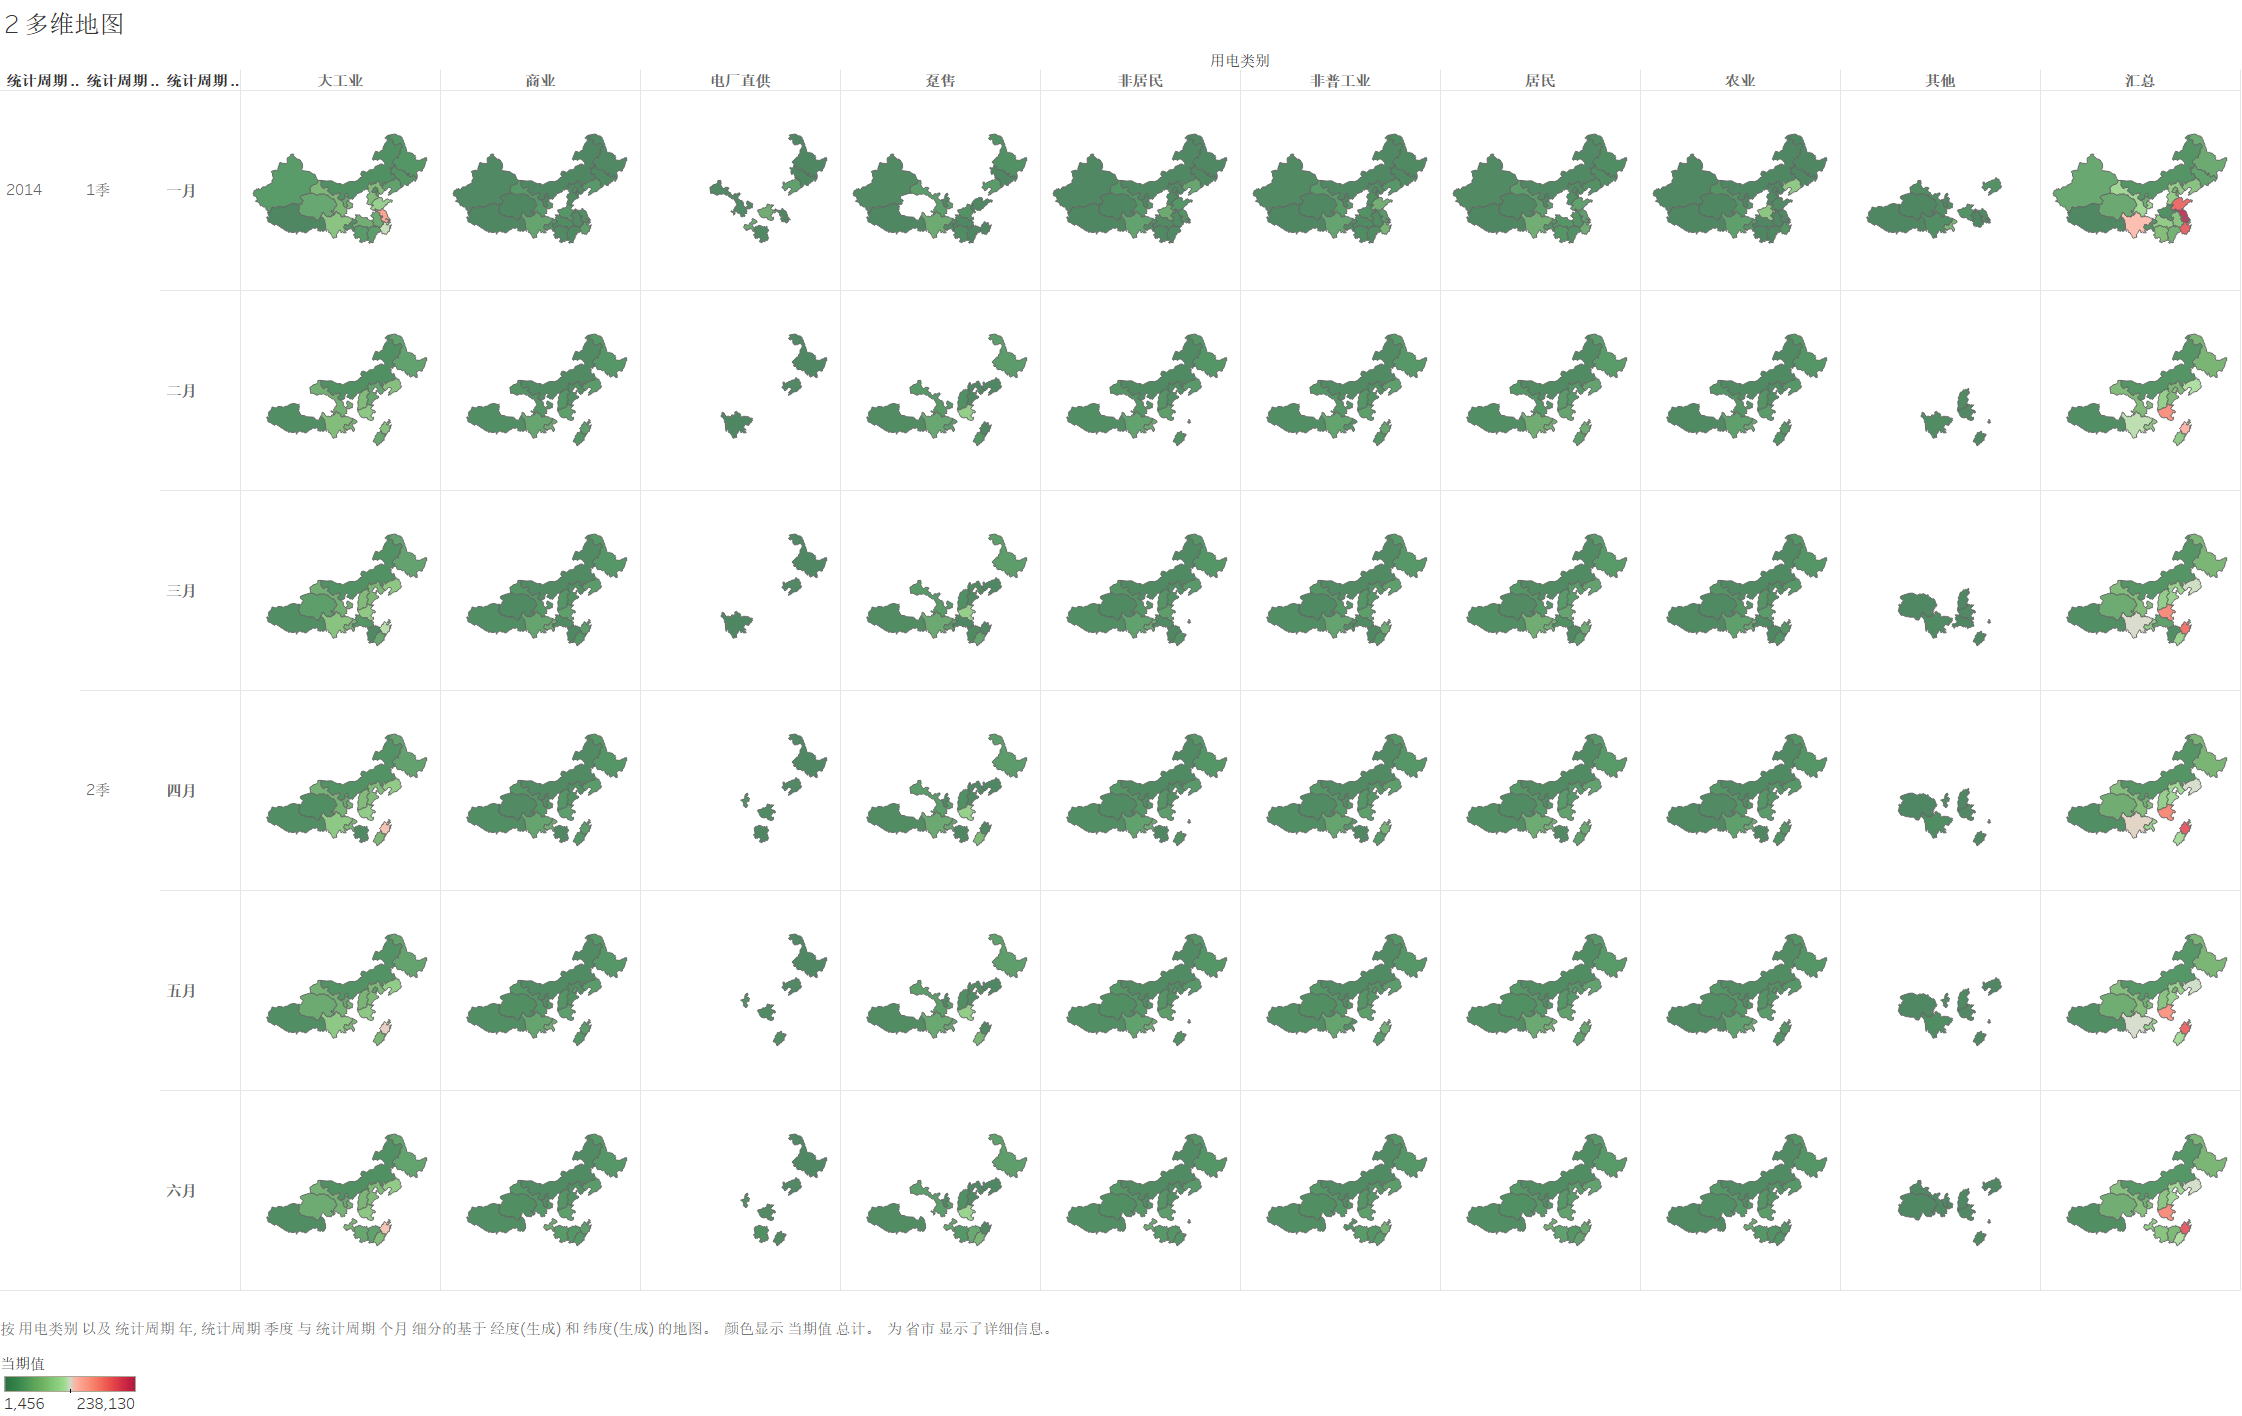 2 多维地图
用电类别
统计周期.. 统计周期.. 统计周期.. 大工业 商业 电厂直供 趸售 非居民 非普工业 居民 农业 其他 汇总
2014 1季 一月
二月
三月
2季 四月
五月
六月
按 用电类别 以及 统计周期 年, 统计周期 季度 与 统计周期 个月 细分的基于 经度(生成) 和 纬度(生成) 的地图。 颜色显示 当期值 总计。 为 省市 显示了详细信息。
当期值
1,456 238,130